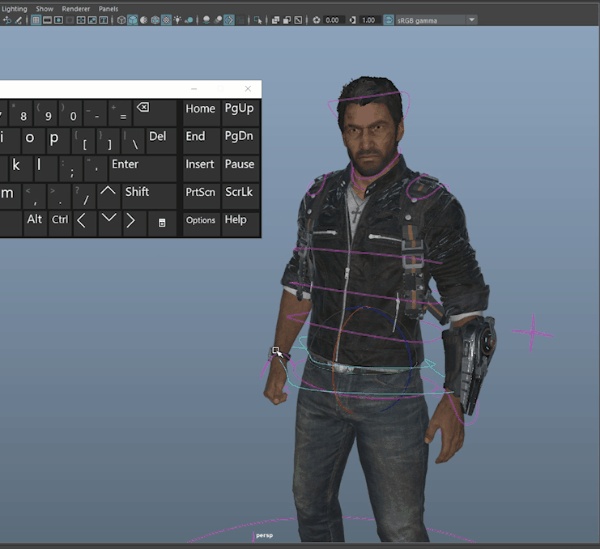 Lighting Show Renderer Panels
0.00 1.00 sRGB gamma
* 8 ( 9 ) 0 _ - + = Home PgUp
i o p { [ } ] | \ Del End PgDn
k l : ; " ' Enter Insert Pause
m < , > . ? / Shift PrtScn ScrLk
Alt Ctrl Options Help
persp